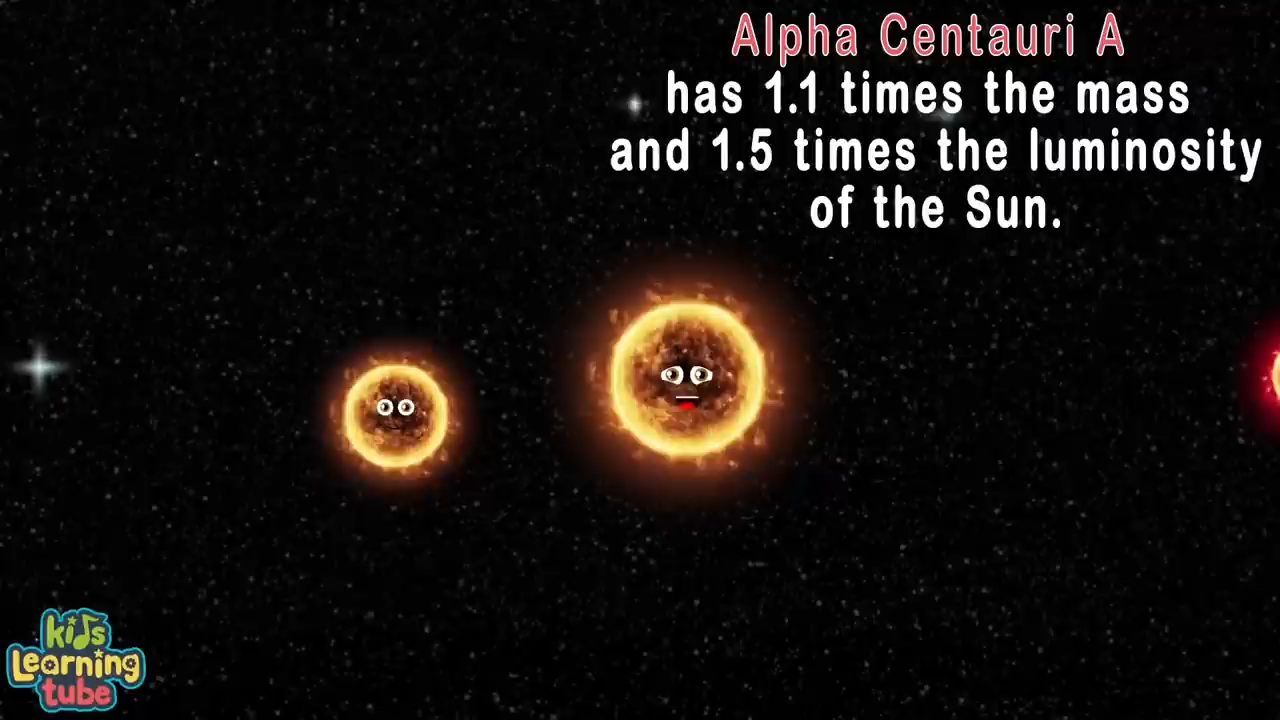 Alpha Centauri A
has 1.1 times the mass
and 1.5 times the luminosity
of the Sun.
kids
Learning
tube